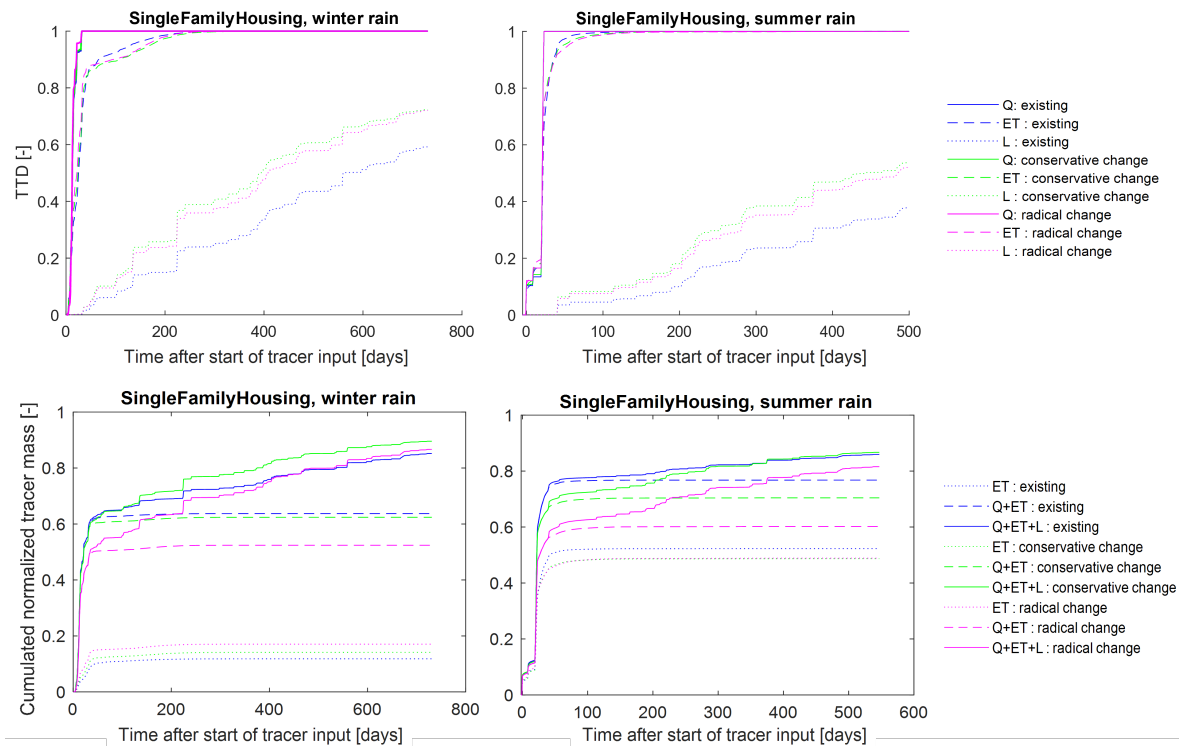 SingleFamilyHousing, winter rain
TTD [-]
1
0.8
0.6
0.4
0.2
0
0
200
400
600
800
Time after start of tracer input [days]
SingleFamilyHousing, summer rain
1
0.8
0.6
0.4
0.2
0
0
100
200
300
400
500
Time after start of tracer input [days]
Q: existing
ET : existing
L : existing
Q: conservative change
ET : conservative change
L : conservative change
Q: radical change
ET : radical change
L : radical change
SingleFamilyHousing, winter rain
Cumulated normalized tracer mass [-]
1
0.8
0.6
0.4
0.2
0
0
200
400
600
800
Time after start of tracer input [days]
SingleFamilyHousing, summer rain
1
0.8
0.6
0.4
0.2
0
0
100
200
300
400
500
600
Time after start of tracer input [days]
ET : existing
Q+ET : existing
Q+ET+L : existing
ET : conservative change
Q+ET : conservative change
Q+ET+L : conservative change
ET : radical change
Q+ET : radical change
Q+ET+L : radical change